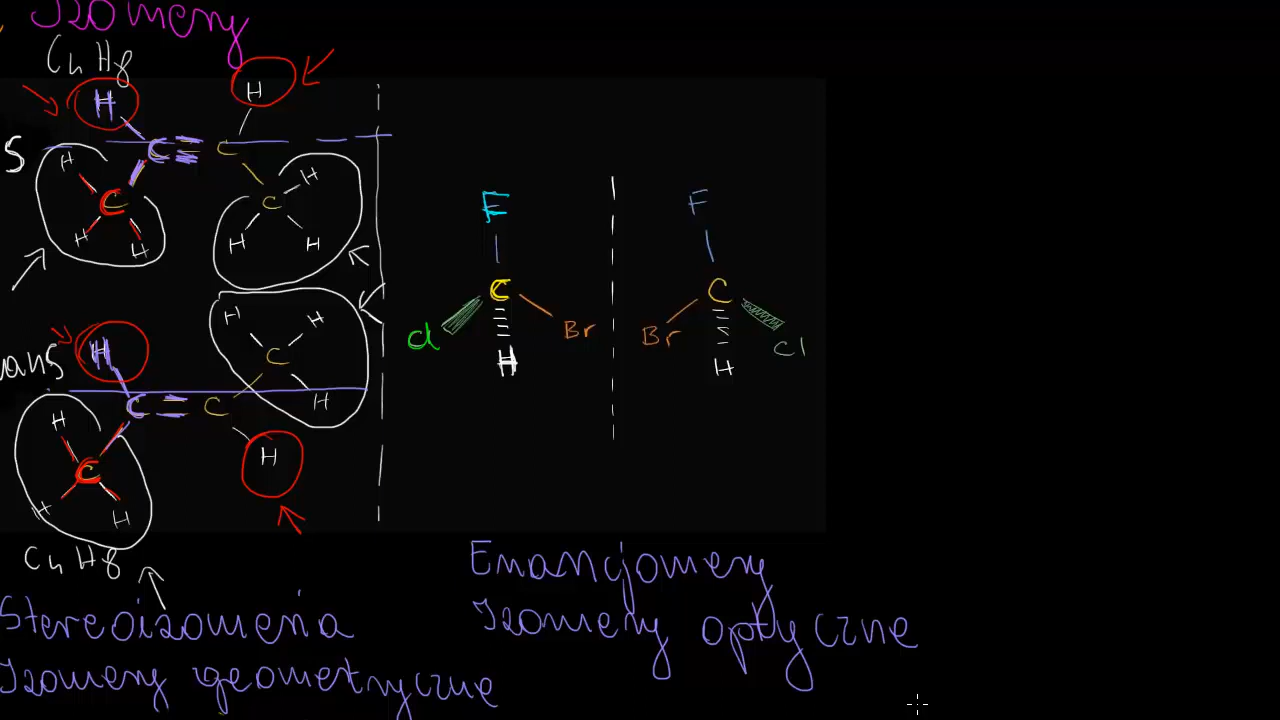 Izomery
C4H8
H
H
S
C
C
H
H
C
C
H
H
H
H
F
F
C
C
Cl
Br
Br
Cl
H
H
H
H
C
H
H
ans
C
C
H
H
H
C
H
H
C4H8
Enancjomery
Stereoizomeria
Izomery optyczne
Izomery geometryczne